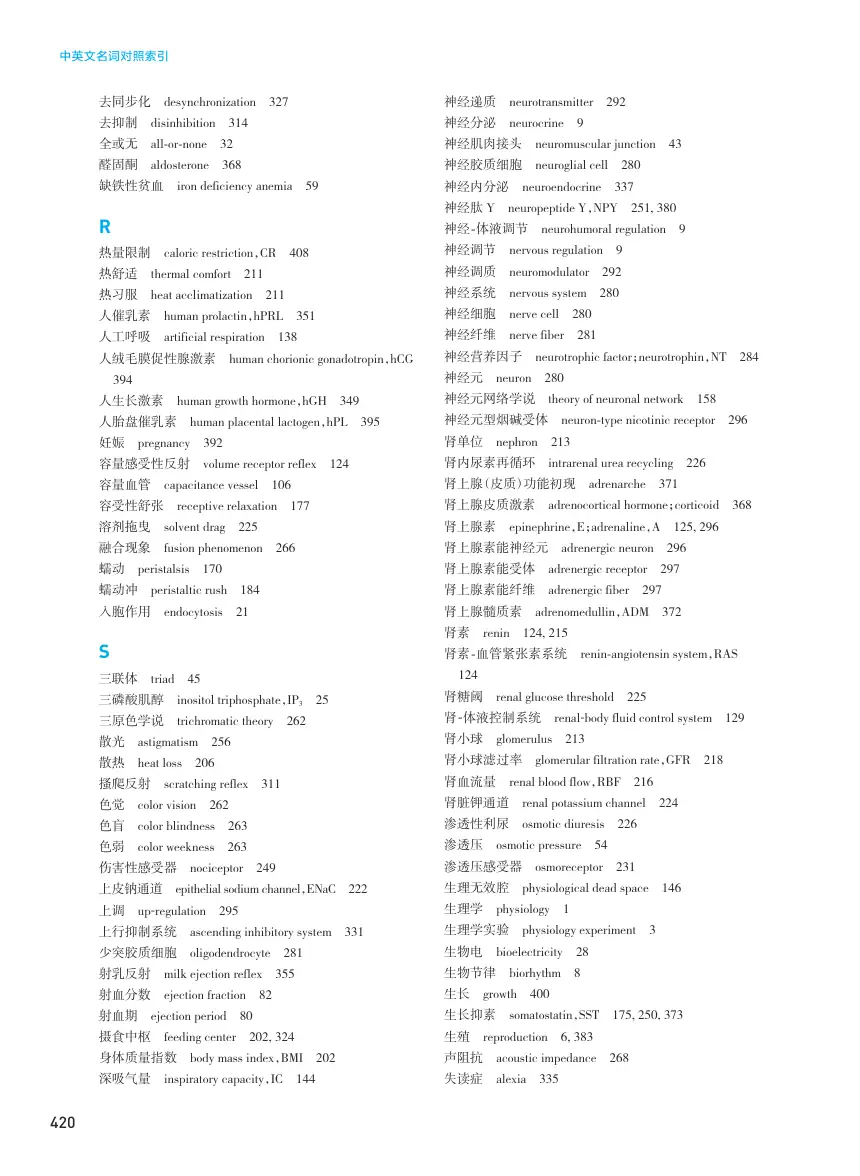 中英文名词对照索引
去同步化 desynchronization 327
去抑制 disinhibition 314
全或无 all-or-none 32
醛固酮 aldosterone 368
缺铁性贫血 iron deficiency anemia 59
R
热量限制 caloric restriction,CR 408
热舒适 thermal comfort 211
热习服 heat acclimatization 211
人催乳素 human prolactin,hPRL 351
人工呼吸 artificial respiration 138
人绒毛膜促性腺激素 human chorionic gonadotropin,hCG
394
人生长激素 human growth hormone,hGH 349
人胎盘催乳素 human placental lactogen,hPL 395
妊娠 pregnancy 392
容量感受性反射 volume receptor reflex 124
容量血管 capacitance vessel 106
容受性舒张 receptive relaxation 177
溶剂拖曳 solvent drag 225
融合现象 fusion phenomenon 266
蠕动 peristalsis 170
蠕动冲 peristaltic rush 184
入胞作用 endocytosis 21
S
三联体 triad 45
三磷酸肌醇 inositol triphosphate,IP₃ 25
三原色学说 trichromatic theory 262
散光 astigmatism 256
散热 heat loss 206
搔爬反射 scratching reflex 311
色觉 color vision 262
色盲 color blindness 263
色弱 color weekness 263
伤害性感受器 nociceptor 249
上皮钠通道 epithelial sodium channel,ENaC 222
上调 up-regulation 295
上行抑制系统 ascending inhibitory system 331
少突胶质细胞 oligodendrocyte 281
射乳反射 milk ejection reflex 355
射血分数 ejection fraction 82
射血期 ejection period 80
摄食中枢 feeding center 202, 324
身体质量指数 body mass index,BMI 202
深吸气量 inspiratory capacity,IC 144
神经递质 neurotransmitter 292
神经分泌 neurocrine 9
神经肌肉接头 neuromuscular junction 43
神经胶质细胞 neuroglial cell 280
神经内分泌 neuroendocrine 337
神经肽 Y neuropeptide Y,NPY 251, 380
神经-体液调节 neurohumoral regulation 9
神经调节 nervous regulation 9
神经调质 neuromodulator 292
神经系统 nervous system 280
神经细胞 nerve cell 280
神经纤维 nerve fiber 281
神经营养因子 neurotrophic factor;neurotrophin,NT 284
神经元 neuron 280
神经元网络学说 theory of neuronal network 158
神经元型烟碱受体 neuron-type nicotinic receptor 296
肾单位 nephron 213
肾内尿素再循环 intrarenal urea recycling 226
肾上腺(皮质)功能初现 adrenarche 371
肾上腺皮质激素 adrenocortical hormone;corticoid 368
肾上腺素 epinephrine,E;adrenaline,A 125, 296
肾上腺素能神经元 adrenergic neuron 296
肾上腺素能受体 adrenergic receptor 297
肾上腺素能纤维 adrenergic fiber 297
肾上腺髓质素 adrenomedullin,ADM 372
肾素 renin 124, 215
肾素-血管紧张素系统 renin-angiotensin system,RAS
124
肾糖阈 renal glucose threshold 225
肾-体液控制系统 renal-body fluid control system 129
肾小球 glomerulus 213
肾小球滤过率 glomerular filtration rate,GFR 218
肾血流量 renal blood flow,RBF 216
肾脏钾通道 renal potassium channel 224
渗透性利尿 osmotic diuresis 226
渗透压 osmotic pressure 54
渗透压感受器 osmoreceptor 231
生理无效腔 physiological dead space 146
生理学 physiology 1
生理学实验 physiology experiment 3
生物电 bioelectricity 28
生物节律 biorhythm 8
生长 growth 400
生长抑素 somatostatin,SST 175, 250, 373
生殖 reproduction 6, 383
声阻抗 acoustic impedance 268
失读症 alexia 335
420